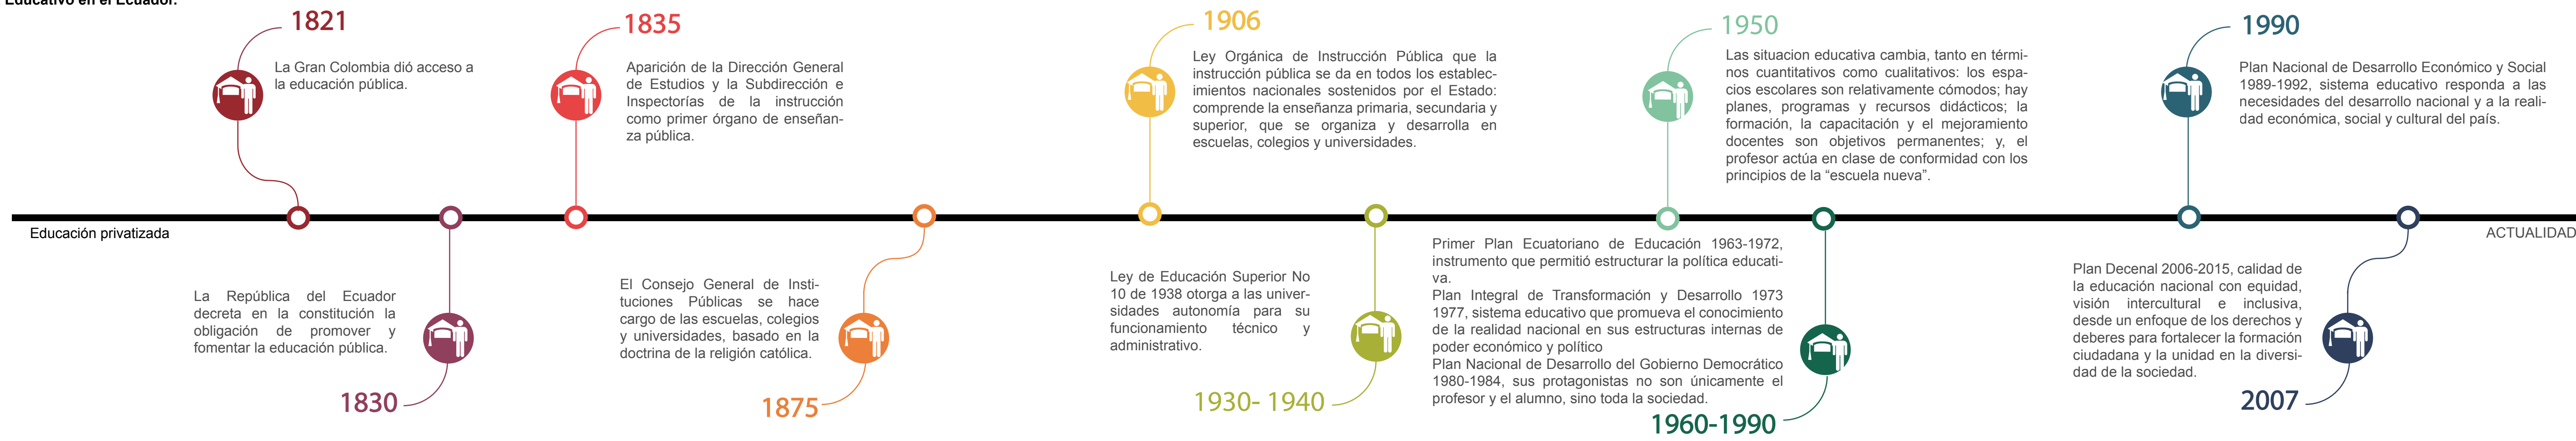 Educativo en el Ecuador.
1821
La Gran Colombia dió acceso a
la educación pública.
1835
Aparición de la Dirección General
de Estudios y la Subdirección e
Inspectorías de la instrucción
como primer órgano de enseñan-
za pública.
1906
Ley Orgánica de Instrucción Pública que la
instrucción pública se da en todos los establec-
imientos nacionales sostenidos por el Estado:
comprende la enseñanza primaria, secundaria y
superior, que se organiza y desarrolla en
escuelas, colegios y universidades.
1950
Las situacion educativa cambia, tanto en térmi-
nos cuantitativos como cualitativos: los espa-
cios escolares son relativamente cómodos; hay
planes, programas y recursos didácticos; la
formación, la capacitación y el mejoramiento
docentes son objetivos permanentes; y, el
profesor actúa en clase de conformidad con los
principios de la “escuela nueva”.
1990
Plan Nacional de Desarrollo Económico y Social
1989-1992, sistema educativo responda a las
necesidades del desarrollo nacional y a la reali-
dad económica, social y cultural del país.
Educación privatizada
ACTUALIDAD
La República del Ecuador
decreta en la constitución la
obligación de promover y
fomentar la educación pública.
1830
El Consejo General de Insti-
tuciones Públicas se hace
cargo de las escuelas, colegios
y universidades, basado en la
doctrina de la religión católica.
1875
Ley de Educación Superior No
10 de 1938 otorga a las univer-
sidades autonomía para su
funcionamiento técnico y
administrativo.
1930- 1940
Primer Plan Ecuatoriano de Educación 1963-1972,
instrumento que permitió estructurar la política educati-
va.
Plan Integral de Transformación y Desarrollo 1973
1977, sistema educativo que promueva el conocimiento
de la realidad nacional en sus estructuras internas de
poder económico y político
Plan Nacional de Desarrollo del Gobierno Democrático
1980-1984, sus protagonistas no son únicamente el
profesor y el alumno, sino toda la sociedad.
1960-1990
Plan Decenal 2006-2015, calidad de
la educación nacional con equidad,
visión intercultural e inclusiva,
desde un enfoque de los derechos y
deberes para fortalecer la formación
ciudadana y la unidad en la diversi-
dad de la sociedad.
2007